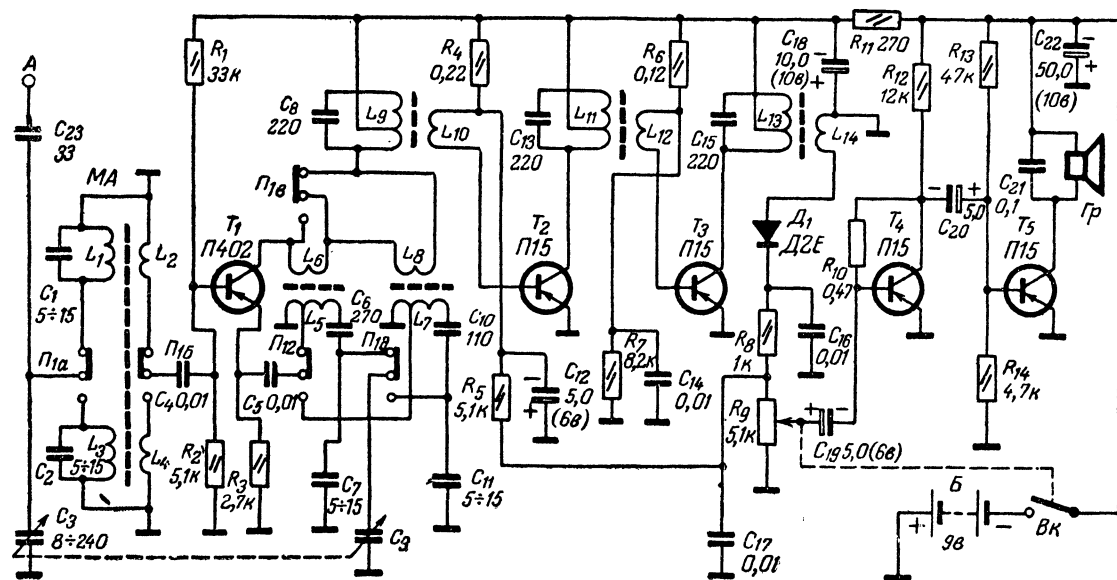 A
C23
33
MA
C1
5÷15
L1
L2
П1а
П1б
C4 0,01
C2
L3
5÷15
L4
C3
8÷240
R1
33к
T1
П402
R2
5,1к
R3
2,7к
C5 0,01
П1г
П1в
C8
220
L9
L10
L6
L8
L5
L7
C6
270
П1д
C10
110
C7
5÷15
C9
C11
5÷15
R4
0,22
R5
5,1к
C12
5,0
(6в)
T2
П15
C13
220
L11
L12
R6
0,12
R7
8,2к
C14
0,01
T3
П15
C15
220
L13
L14
C18
10,0
(10в)
R11 270
Д1
Д2Е
R8
1к
C16
0,01
R9
5,1к
C17
0,01
C19 5,0(6в)
R10
0,47
R12
12к
T4
П15
C20
5,0
R13
47к
R14
4,7к
T5
П15
C21
0,1
C22
50,0
(10в)
Гр
Б
9в
Вк